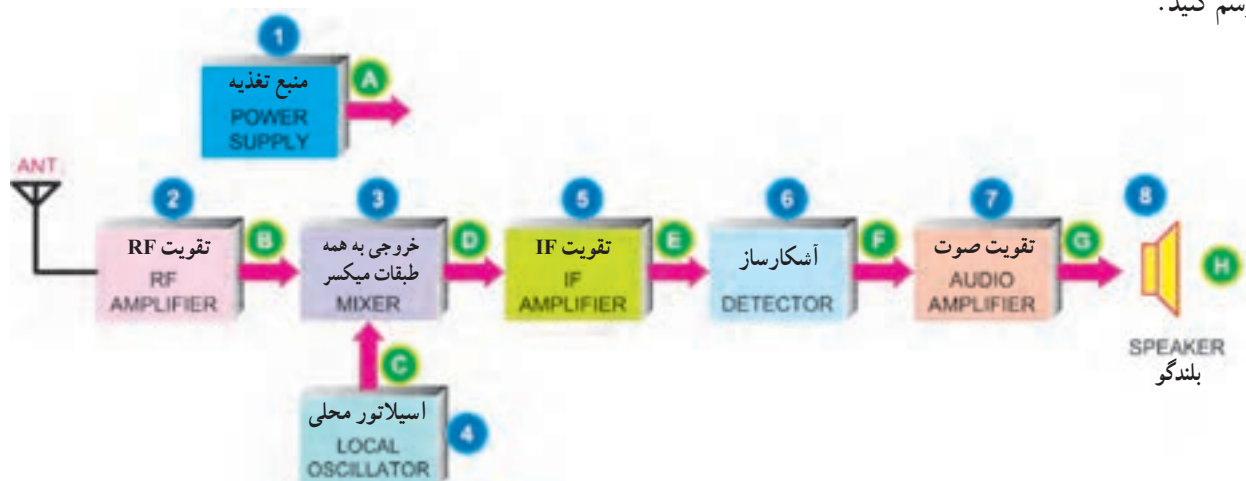 رسم کنید.
1
منبع تغذیه
POWER
SUPPLY
A
ANT.
2
تقویت RF
RF
AMPLIFIER
B
3
خروجی به همه
طبقات میکسر
MIXER
D
5
تقویت IF
IF
AMPLIFIER
E
6
آشکارساز
DETECTOR
F
7
تقویت صوت
AUDIO
AMPLIFIER
G
8
H
SPEAKER
بلندگو
C
اسیلاتور محلی
LOCAL
OSCILLATOR
4